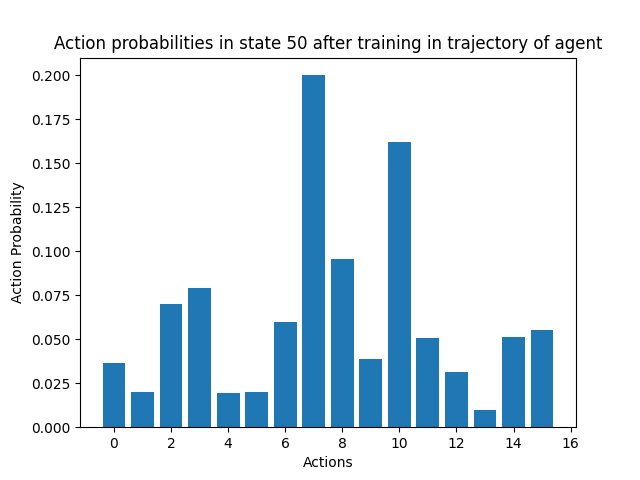 Action probabilities in state 50 after training in trajectory of agent
0.200
0.175
0.150
0.125
0.100
0.075
0.050
0.025
0.000
Action Probability
0 2 4 6 8 10 12 14 16
Actions